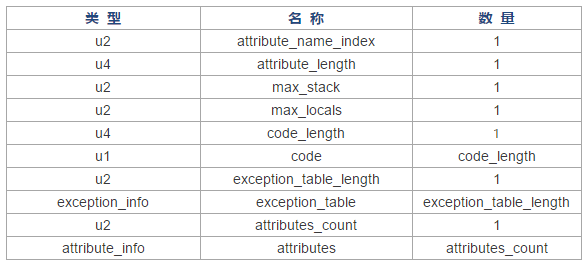 类 型 名 称 数 量
u2 attribute_name_index 1
u4 attribute_length 1
u2 max_stack 1
u2 max_locals 1
u4 code_length 1
u1 code code_length
u2 exception_table_length 1
exception_info exception_table exception_table_length
u2 attributes_count 1
attribute_info attributes attributes_count